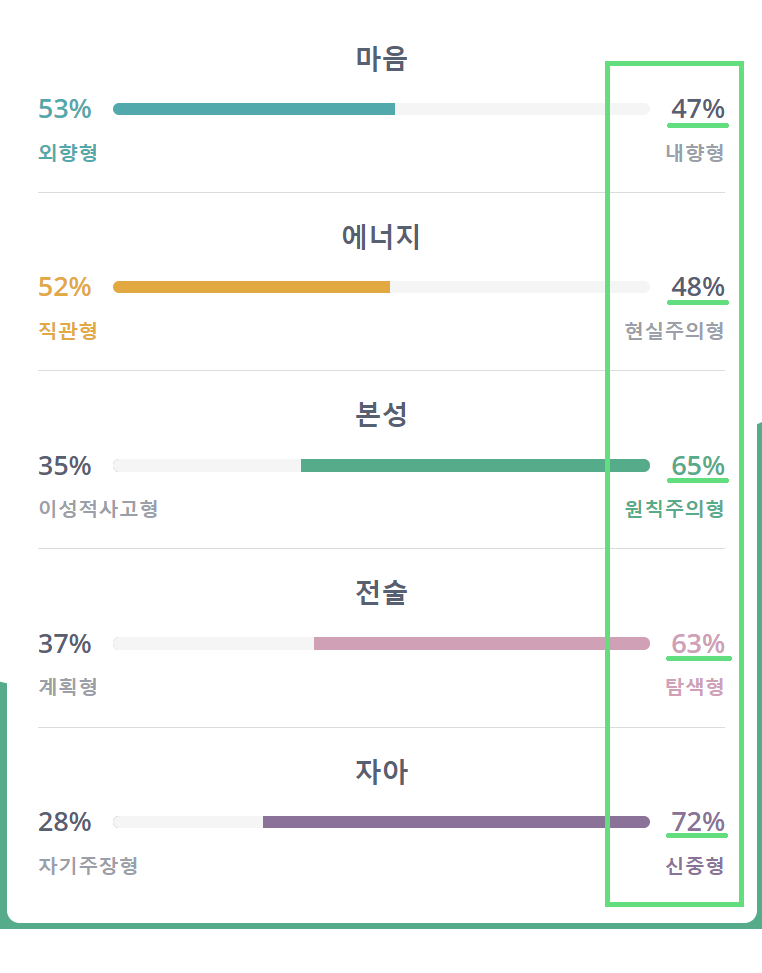 마음
53% 47%
외향형 내향형
에너지
52% 48%
직관형 현실주의형
본성
35% 65%
이성적사고형 원칙주의형
전술
37% 63%
계획형 탐색형
자아
28% 72%
자기주장형 신중형